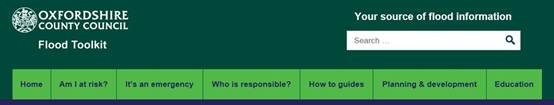 OXFORDSHIRE
COUNTY COUNCIL
Flood Toolkit
Your source of flood information
Search ...
Home Am I at risk? It's an emergency Who is responsible? How to guides Planning & development Education